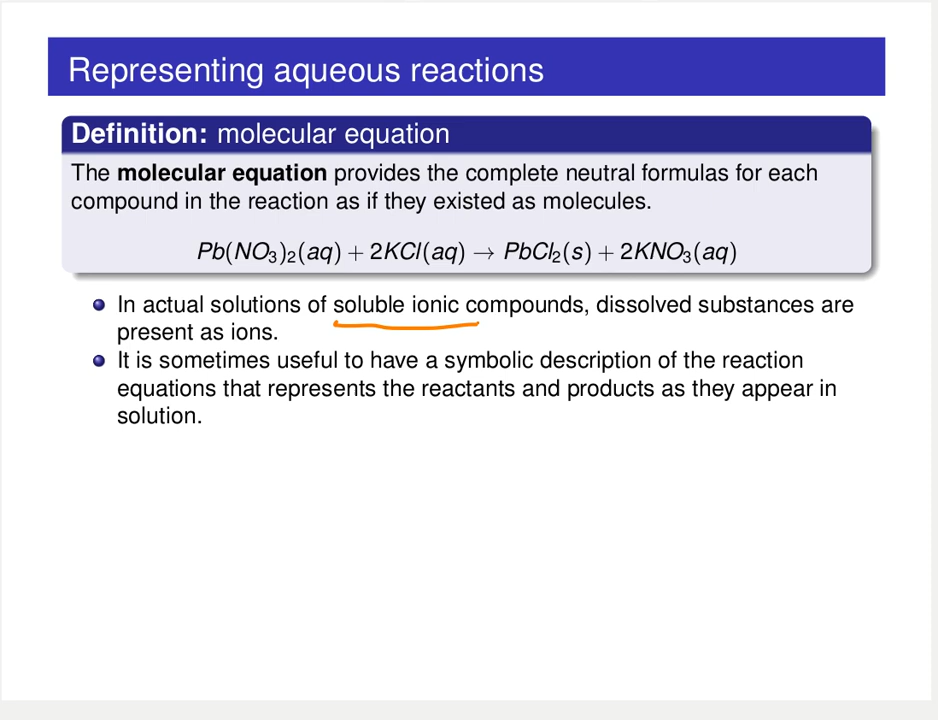 Representing aqueous reactions
Definition: molecular equation
The molecular equation provides the complete neutral formulas for each
compound in the reaction as if they existed as molecules.
Pb(NO₃)₂(aq) + 2KCl(aq) → PbCl₂(s) + 2KNO₃(aq)
In actual solutions of soluble ionic compounds, dissolved substances are
present as ions.
It is sometimes useful to have a symbolic description of the reaction
equations that represents the reactants and products as they appear in
solution.